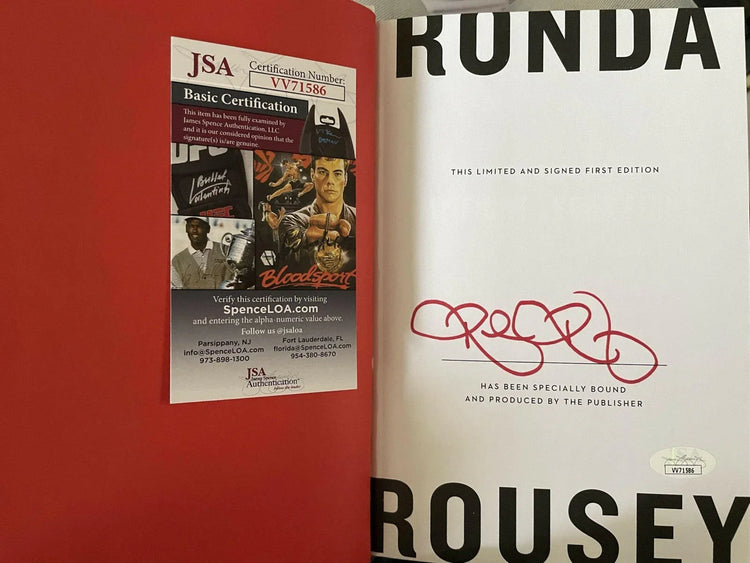 JSA
Certification Number:
VV71586
Basic Certification
This item has been fully examined by
James Spence Authentication, LLC
and it is our considered opinion that the
signature(s) is/are genuine.
UFC
Bloodsport
Verify this certification by visiting
SpenceLOA.com
and entering the alpha-numeric value above.
Follow us @jsaloa
Parsippany, NJ
info@SpenceLOA.com
973-898-1300
Fort Lauderdale, FL
florida@SpenceLOA.com
954-380-8670
JSA
James Spence
Authentication
RONDA
THIS LIMITED AND SIGNED FIRST EDITION
HAS BEEN SPECIALLY BOUND
AND PRODUCED BY THE PUBLISHER
VV71586
ROUSEY